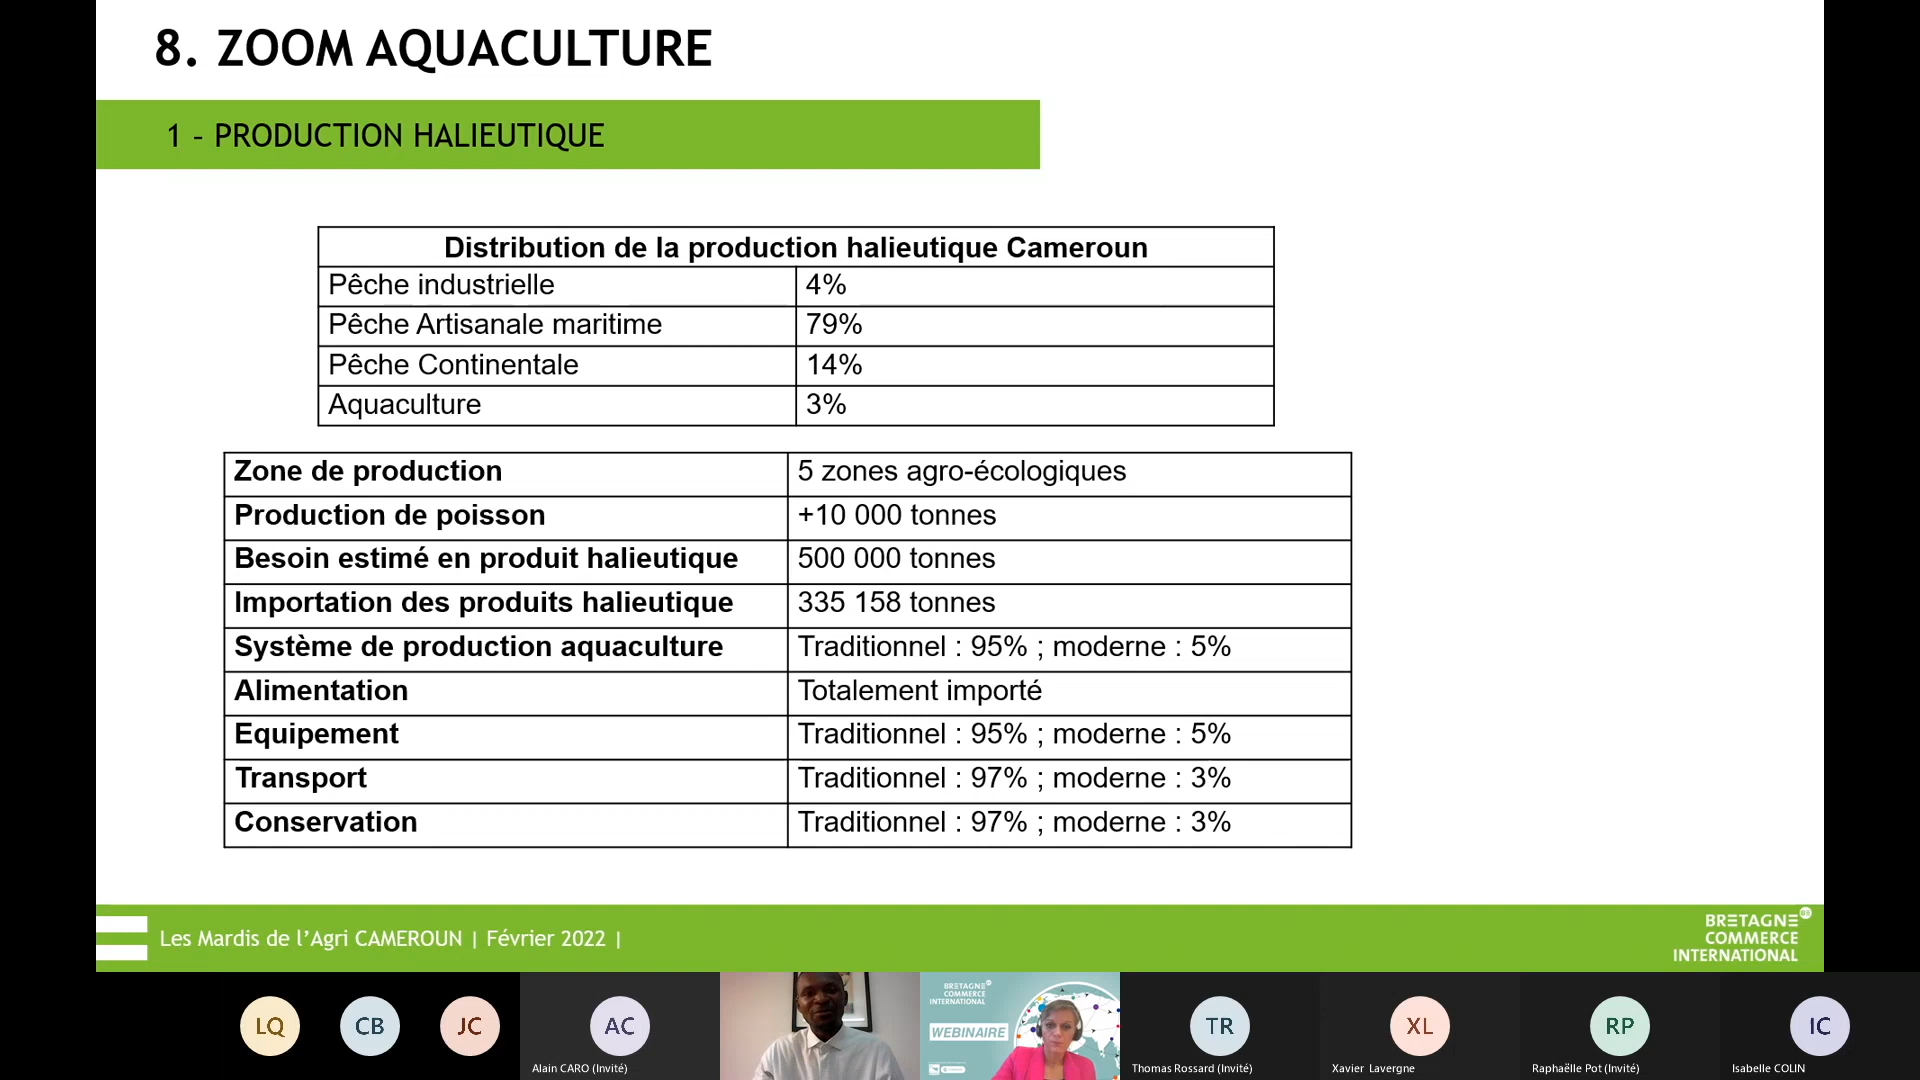 8. ZOOM AQUACULTURE
1 – PRODUCTION HALIEUTIQUE
Distribution de la production halieutique Cameroun
Pêche industrielle 4%
Pêche Artisanale maritime 79%
Pêche Continentale 14%
Aquaculture 3%
Zone de production 5 zones agro-écologiques
Production de poisson +10 000 tonnes
Besoin estimé en produit halieutique 500 000 tonnes
Importation des produits halieutique 335 158 tonnes
Système de production aquaculture Traditionnel : 95% ; moderne : 5%
Alimentation Totalement importé
Equipement Traditionnel : 95% ; moderne : 5%
Transport Traditionnel : 97% ; moderne : 3%
Conservation Traditionnel : 97% ; moderne : 3%
Les Mardis de l’Agri CAMEROUN | Février 2022 |
BRETAGNE
COMMERCE
INTERNATIONAL
LQ
CB
JC
AC
Alain CARO (Invité)
BRETAGNE
COMMERCE
INTERNATIONAL
WEBINAIRE
TR
Thomas Rossard (Invité)
XL
Xavier Lavergne
RP
Raphaëlle Pot (Invité)
IC
Isabelle COLIN